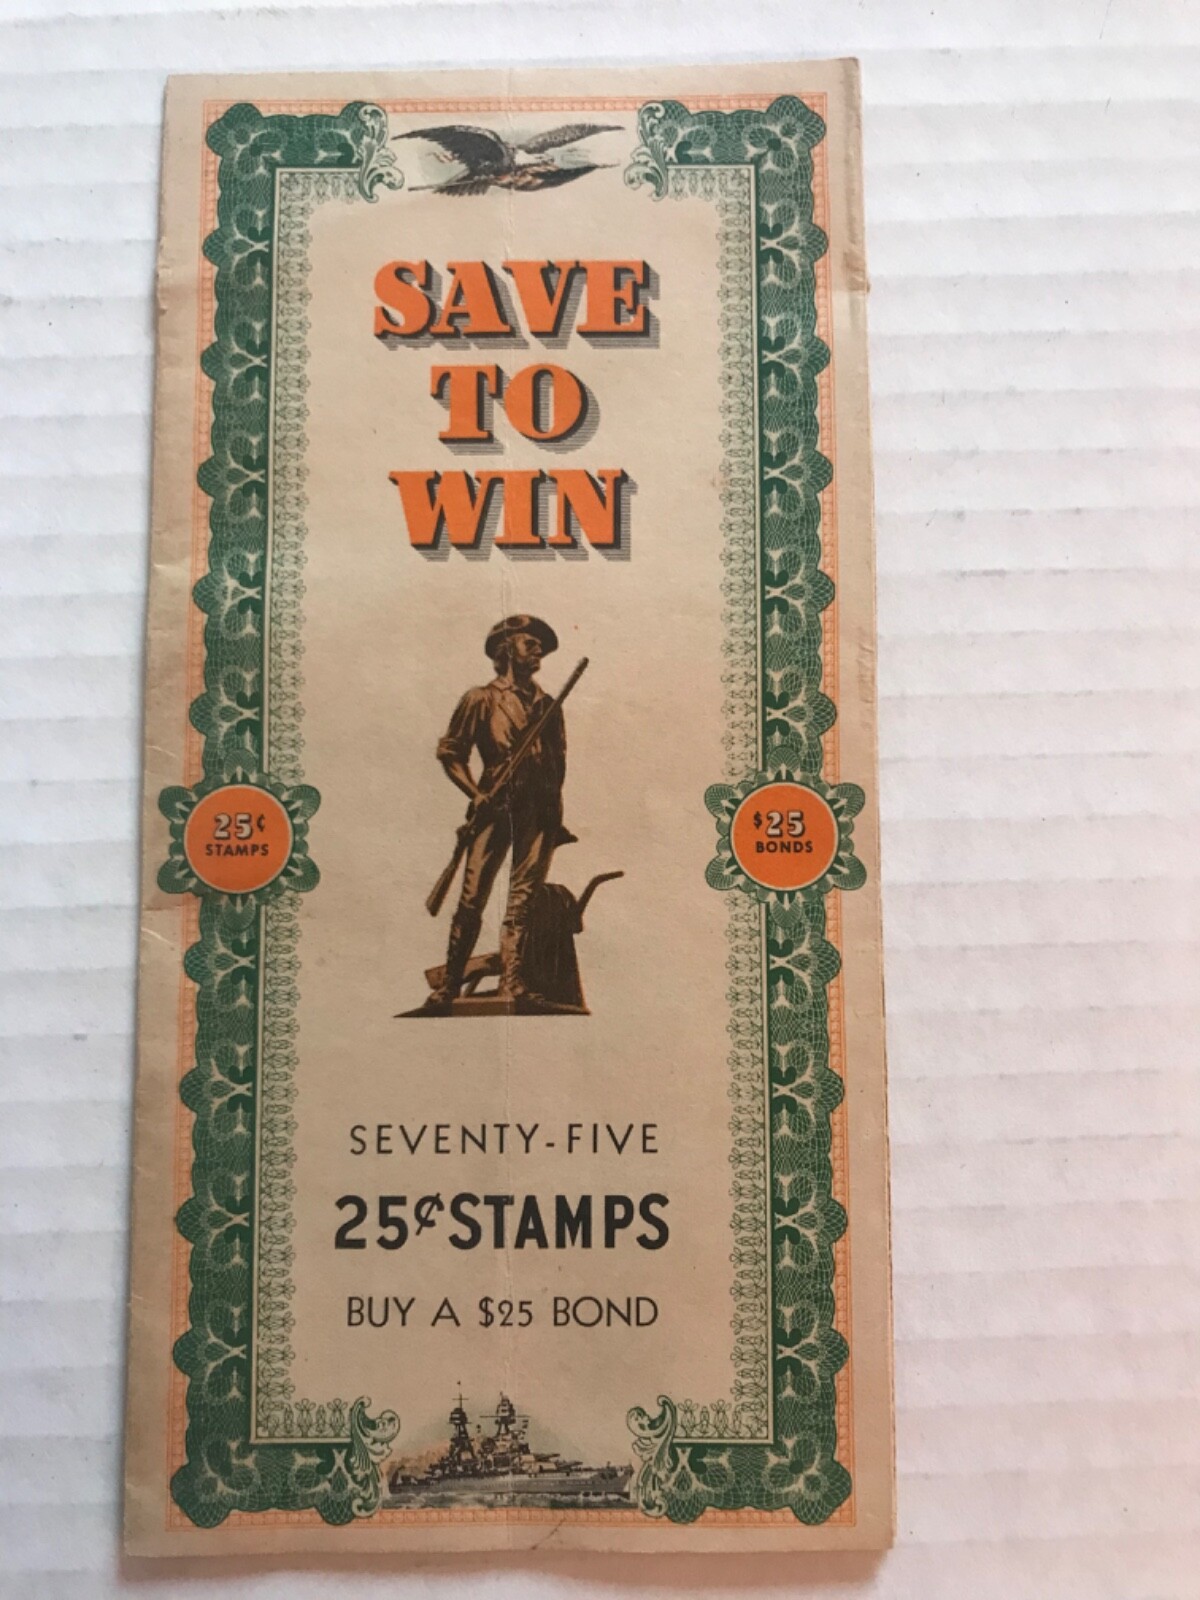 SAVE
TO
WIN
25¢
STAMPS
$25
BONDS
SEVENTY-FIVE
25¢ STAMPS
BUY A $25 BOND